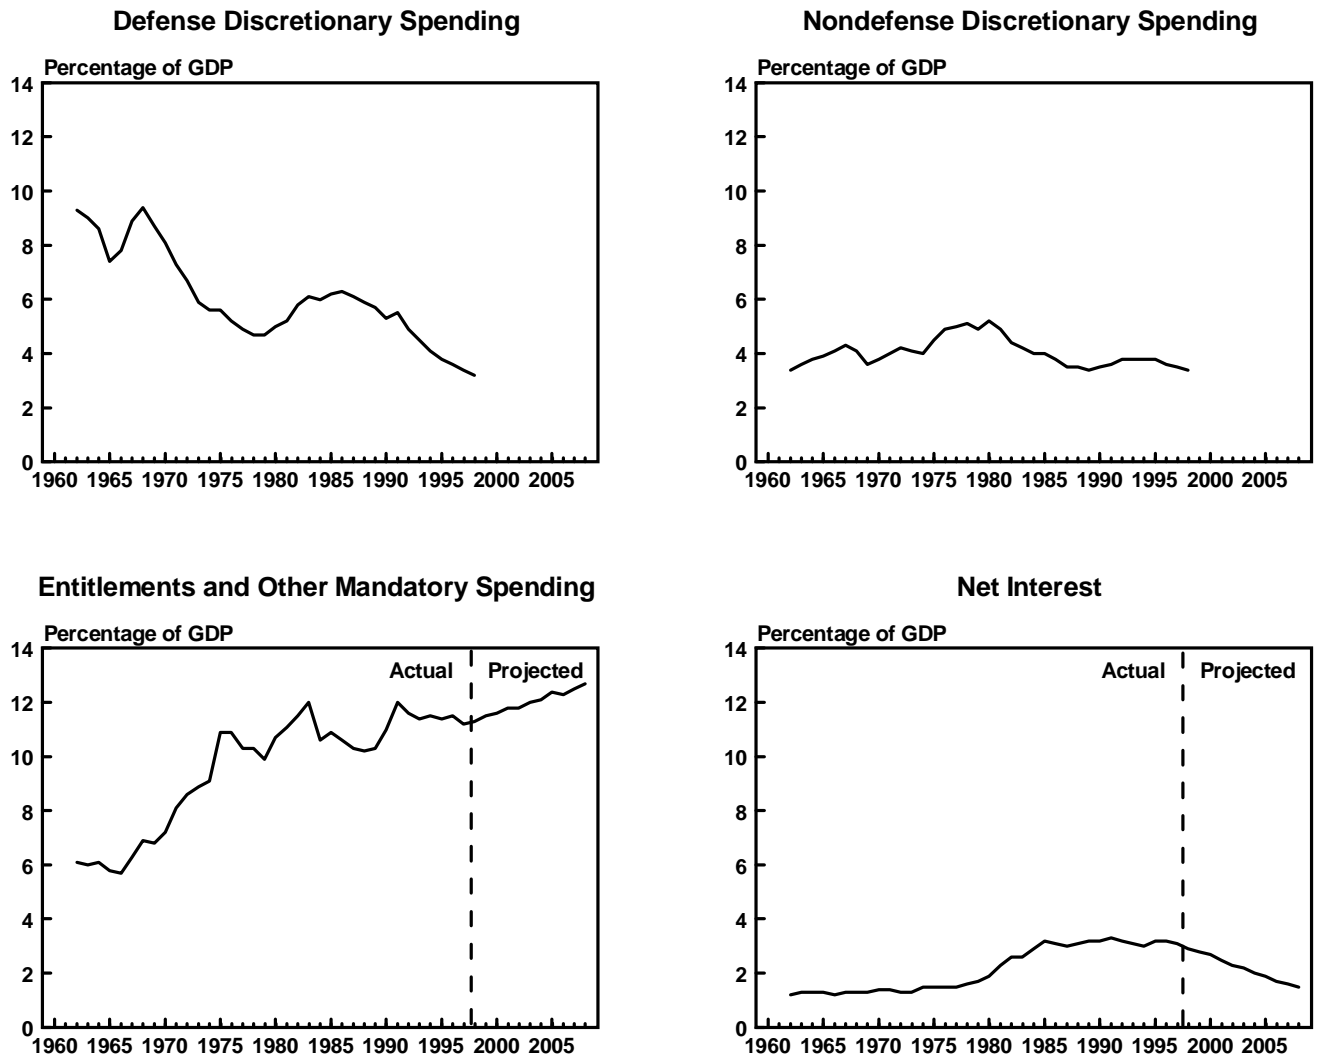 Defense Discretionary Spending
Percentage of GDP
14
12
10
8
6
4
2
0
1960 1965 1970 1975 1980 1985 1990 1995 2000 2005
Nondefense Discretionary Spending
Percentage of GDP
14
12
10
8
6
4
2
0
1960 1965 1970 1975 1980 1985 1990 1995 2000 2005
Entitlements and Other Mandatory Spending
Percentage of GDP
14
Actual Projected
12
10
8
6
4
2
0
1960 1965 1970 1975 1980 1985 1990 1995 2000 2005
Net Interest
Percentage of GDP
14
Actual Projected
12
10
8
6
4
2
0
1960 1965 1970 1975 1980 1985 1990 1995 2000 2005